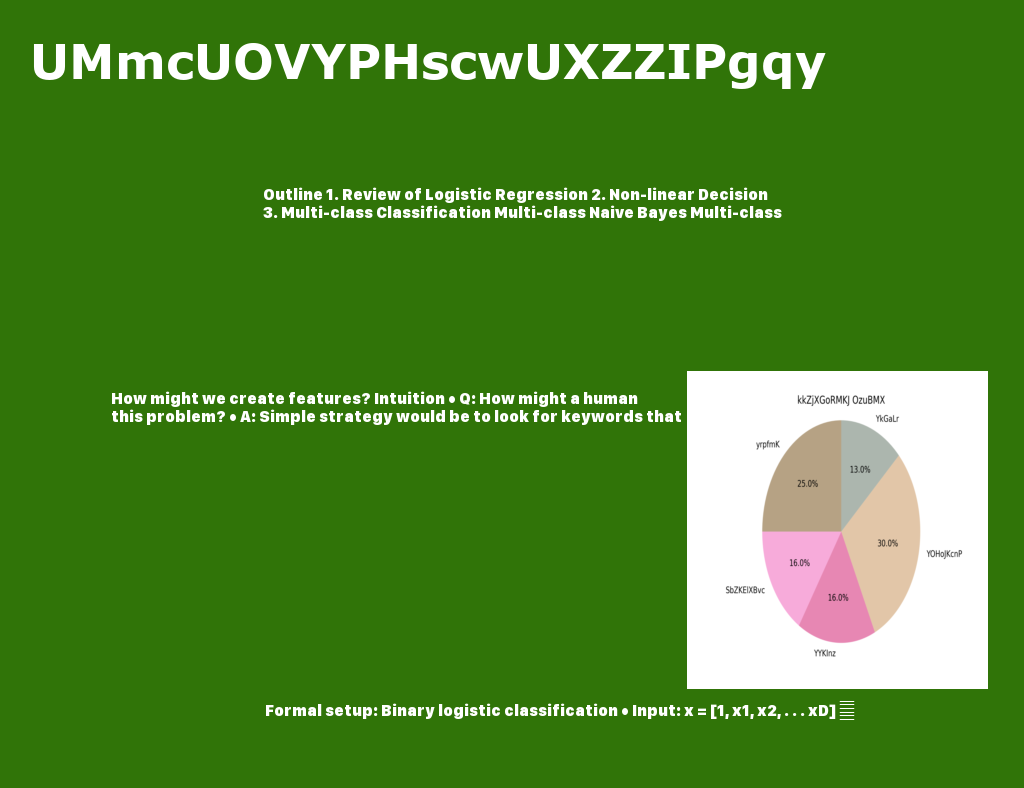 UMmcUOVYPHscwUXZZIPgqy
Outline 1. Review of Logistic Regression 2. Non-linear Decision
3. Multi-class Classification Multi-class Naive Bayes Multi-class
How might we create features? Intuition • Q: How might a human
this problem? • A: Simple strategy would be to look for keywords that
kkZjXGoRMKJ OzuBMX
YkGaLr
yrpfmK
13.0%
25.0%
30.0%
YOHoJKcnP
16.0%
SbZKEIXBvc
16.0%
YYKInz
Formal setup: Binary logistic classification • Input: x = [1, x1, x2, . . . xD]